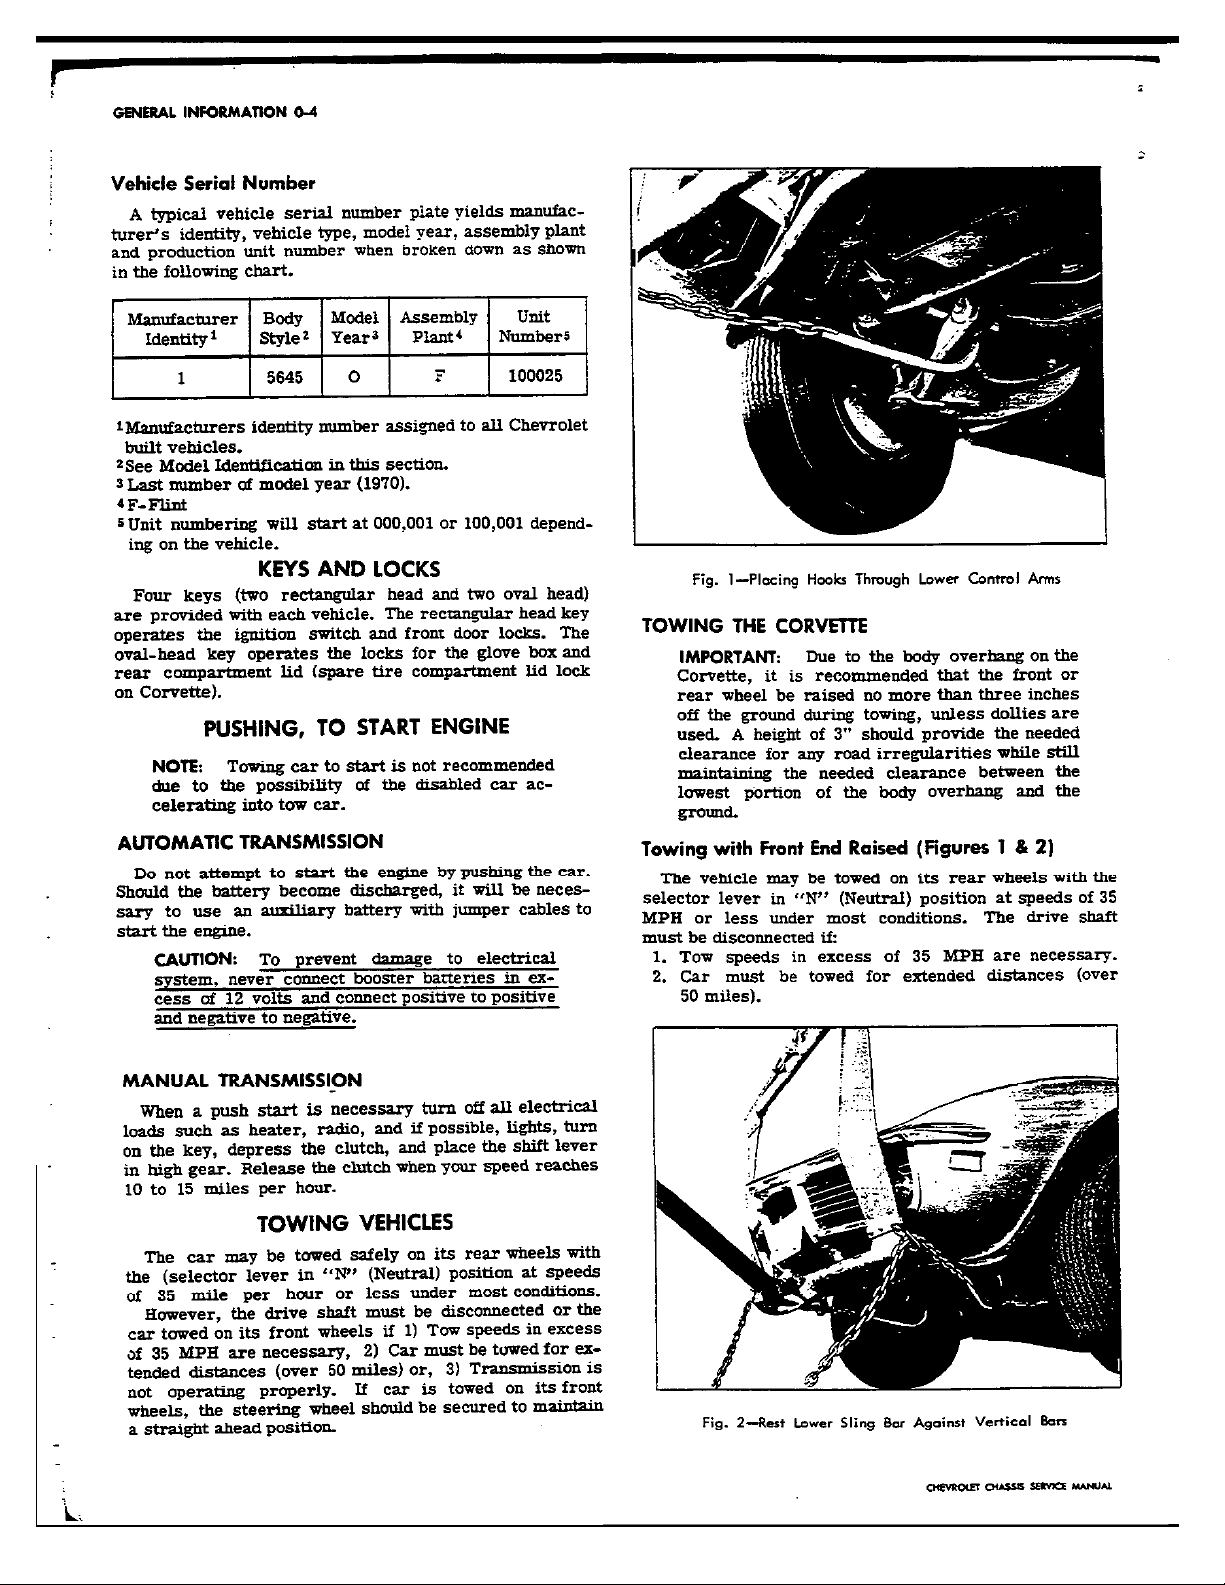 GENERAL INFORMATION 0-4
Vehicle Serial Number
A typical vehicle serial number plate yields manufac-
turer's identity, vehicle type, model year, assembly plant
and production unit number when broken down as shown
in the following chart.
Manufacturer Identity¹ Body Style² Model Year³ Assembly Plant⁴ Unit Number⁵
1 5645 O F 100025
¹Manufacturers identity number assigned to all Chevrolet
built vehicles.
²See Model Identification in this section.
³Last number of model year (1970).
⁴F-Flint
⁵Unit numbering will start at 000,001 or 100,001 depend-
ing on the vehicle.
KEYS AND LOCKS
Four keys (two rectangular head and two oval head)
are provided with each vehicle. The rectangular head key
operates the ignition switch and front door locks. The
oval-head key operates the locks for the glove box and
rear compartment lid (spare tire compartment lid lock
on Corvette).
PUSHING, TO START ENGINE
NOTE: Towing car to start is not recommended
due to the possibility of the disabled car ac-
celerating into tow car.
AUTOMATIC TRANSMISSION
Do not attempt to start the engine by pushing the car.
Should the battery become discharged, it will be neces-
sary to use an auxiliary battery with jumper cables to
start the engine.
CAUTION: To prevent damage to electrical
system, never connect booster batteries in ex-
cess of 12 volts and connect positive to positive
and negative to negative.
MANUAL TRANSMISSION
When a push start is necessary turn off all electrical
loads such as heater, radio, and if possible, lights, turn
on the key, depress the clutch, and place the shift lever
in high gear. Release the clutch when your speed reaches
10 to 15 miles per hour.
TOWING VEHICLES
The car may be towed safely on its rear wheels with
the (selector lever in "N" (Neutral) position at speeds
of 35 mile per hour or less under most conditions.
However, the drive shaft must be disconnected or the
car towed on its front wheels if 1) Tow speeds in excess
of 35 MPH are necessary, 2) Car must be towed for ex-
tended distances (over 50 miles) or, 3) Transmission is
not operating properly. If car is towed on its front
wheels, the steering wheel should be secured to maintain
a straight ahead position.
Fig. 1—Placing Hooks Through Lower Control Arms
TOWING THE CORVETTE
IMPORTANT: Due to the body overhang on the
Corvette, it is recommended that the front or
rear wheel be raised no more than three inches
off the ground during towing, unless dollies are
used. A height of 3" should provide the needed
clearance for any road irregularities while still
maintaining the needed clearance between the
lowest portion of the body overhang and the
ground.
Towing with Front End Raised (Figures 1 & 2)
The vehicle may be towed on its rear wheels with the
selector lever in "N" (Neutral) position at speeds of 35
MPH or less under most conditions. The drive shaft
must be disconnected if:
1. Tow speeds in excess of 35 MPH are necessary.
2. Car must be towed for extended distances (over
50 miles).
Fig. 2—Rest Lower Sling Bar Against Vertical Bars
CHEVROLET CHASSIS SERVICE MANUAL